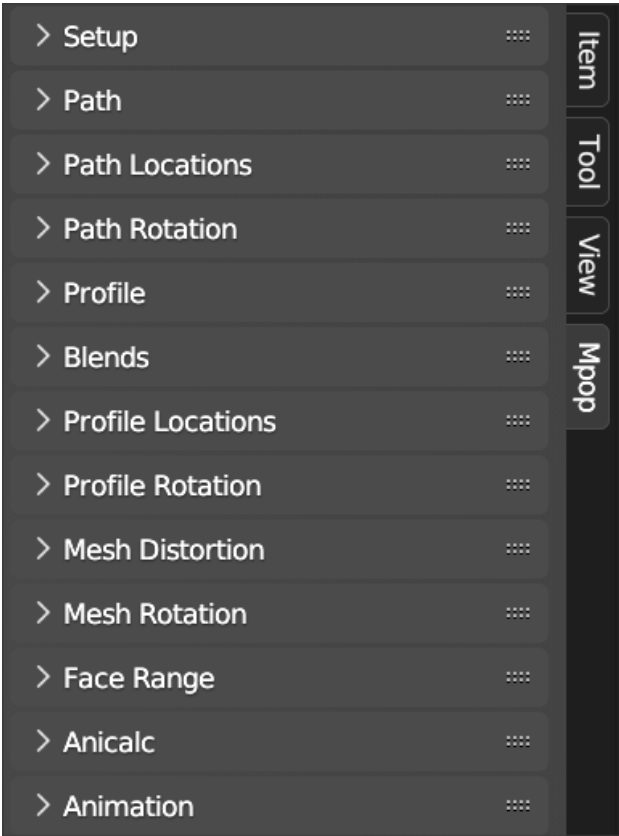 Setup
Path
Path Locations
Path Rotation
Profile
Blends
Profile Locations
Profile Rotation
Mesh Distortion
Mesh Rotation
Face Range
Anicalc
Animation
Item
Tool
View
Mpop